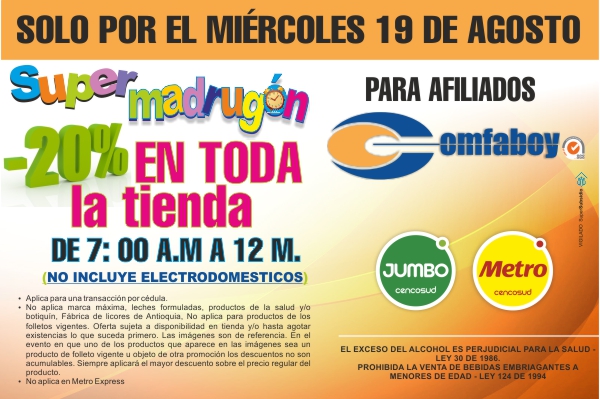 SOLO POR EL MIÉRCOLES 19 DE AGOSTO
Super
madrugón
-20% EN TODA
la tienda
DE 7: 00 A.M A 12 M.
(NO INCLUYE ELECTRODOMESTICOS)
• Aplica para una transacción por cédula.
• No aplica marca máxima, leches formuladas, productos de la salud y/o
botiquín, Fábrica de licores de Antioquia, No aplica para productos de los
folletos vigentes. Oferta sujeta a disponibilidad en tienda y/o hasta agotar
existencias lo que suceda primero. Las imágenes son de referencia. En el
evento en que uno de los productos que aparece en las imágenes sea un
producto de folleto vigente u objeto de otra promoción los descuentos no son
acumulables. Siempre aplicará el mayor descuento sobre el precio regular del
producto.
• No aplica en Metro Express
PARA AFILIADOS
Comfaboy
VIGILADO SuperSubsidio
JUMBO
cencosud
Metro
cencosud
EL EXCESO DEL ALCOHOL ES PERJUDICIAL PARA LA SALUD -
LEY 30 DE 1986.
PROHIBIDA LA VENTA DE BEBIDAS EMBRIAGANTES A
MENORES DE EDAD - LEY 124 DE 1994